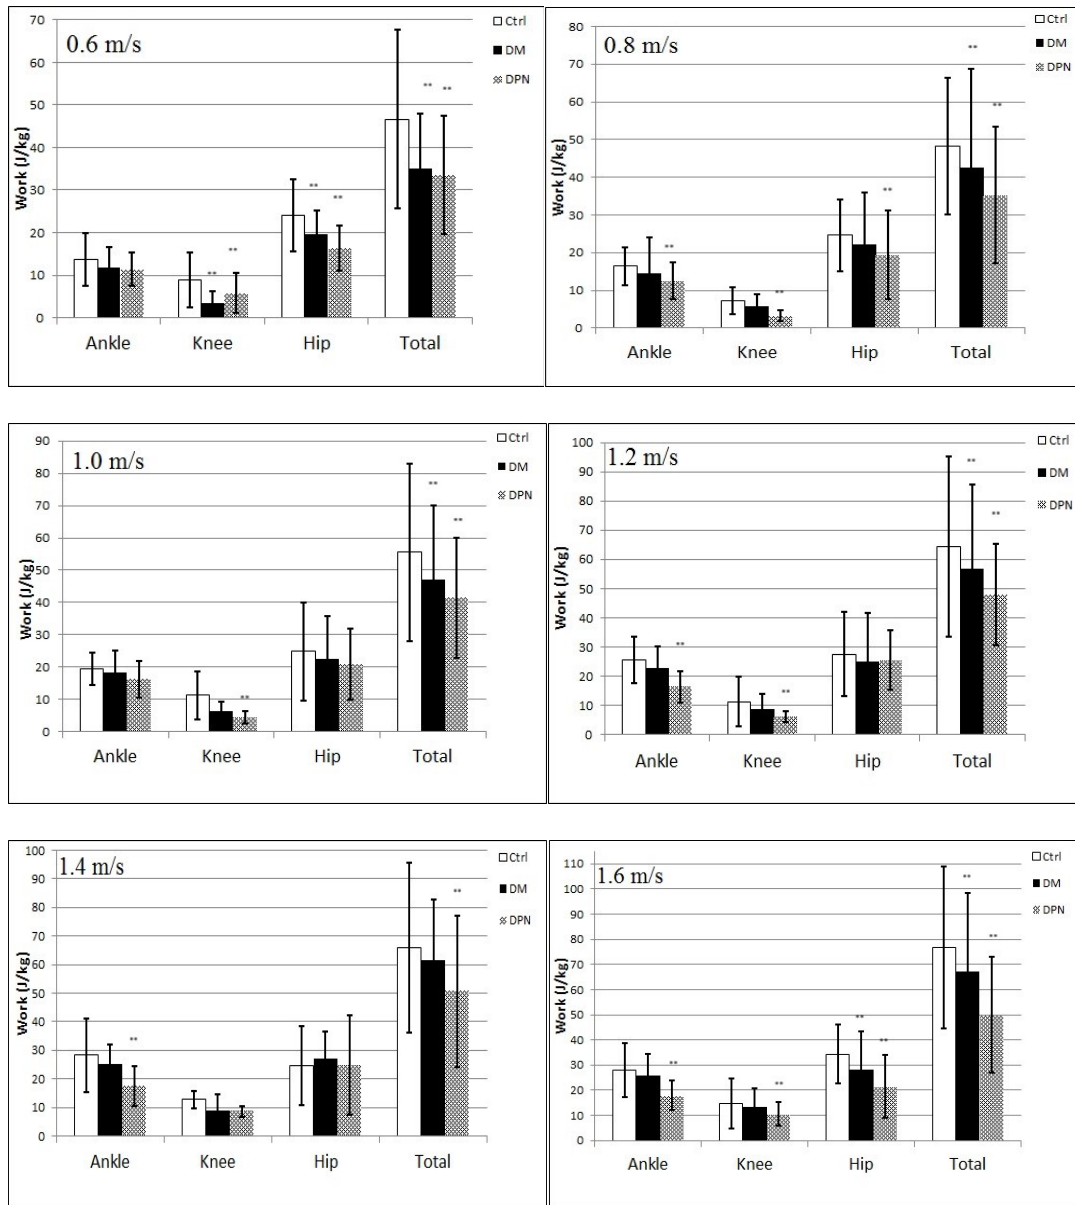 0.6 m/s
Ctrl
DM
DPN
Work (J/kg)
70
60
50
40
30
20
10
0
** ** ** ** ** **
Ankle Knee Hip Total
0.8 m/s
Ctrl
DM
DPN
Work (J/kg)
80
70
60
50
40
30
20
10
0
** ** ** ** **
Ankle Knee Hip Total
1.0 m/s
Ctrl
DM
DPN
Work (J/kg)
90
80
70
60
50
40
30
20
10
0
** ** **
Ankle Knee Hip Total
1.2 m/s
Ctrl
DM
DPN
Work (J/kg)
100
90
80
70
60
50
40
30
20
10
0
** ** ** **
Ankle Knee Hip Total
1.4 m/s
Ctrl
DM
DPN
Work (J/kg)
100
90
80
70
60
50
40
30
20
10
0
** **
Ankle Knee Hip Total
1.6 m/s
Ctrl
DM
DPN
Work (J/kg)
110
100
90
80
70
60
50
40
30
20
10
0
** ** ** ** ** **
Ankle Knee Hip Total